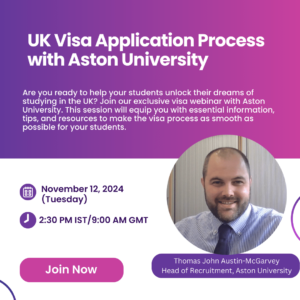 UK Visa Application Process
with Aston University
Are you ready to help your students unlock their dreams of
studying in the UK? Join our exclusive visa webinar with Aston
University. This session will equip you with essential information,
tips, and resources to make the visa process as smooth as
possible for your students.
November 12, 2024
(Tuesday)
2:30 PM IST/9:00 AM GMT
Join Now
Thomas John Austin-McGarvey
Head of Recruitment, Aston University